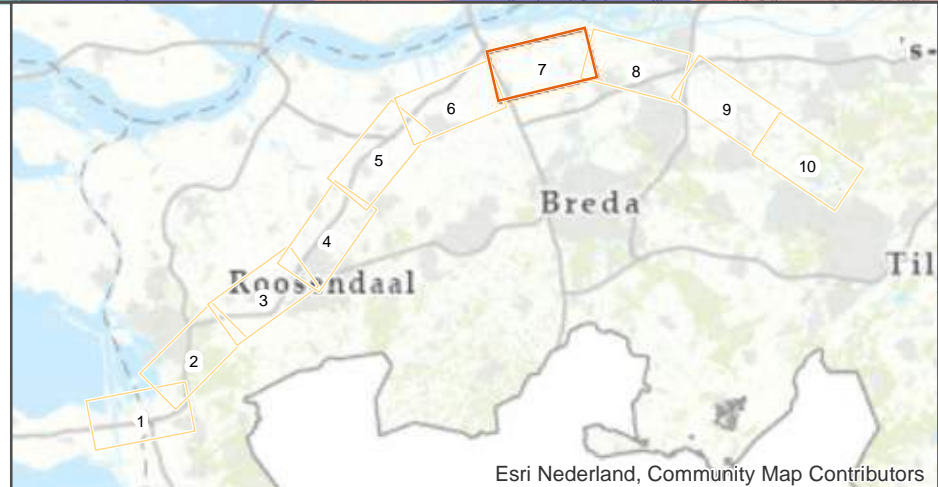 's-
7
8
6
9
5
10
Breda
4
Til
Roosendaal
3
2
1
Esri Nederland, Community Map Contributors